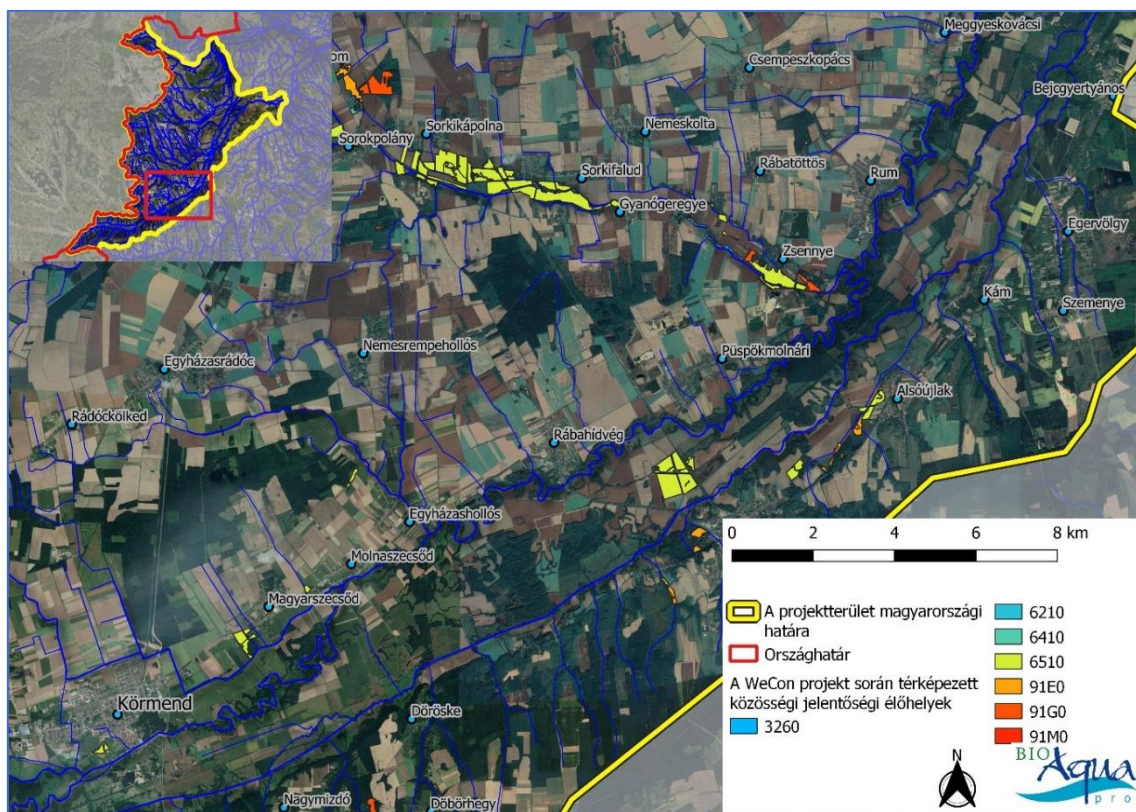 Meggyeskovácsi
Csempeszkopács
Bejcgyertyános
om
Sorokpolány
Sorkikápolna
Nemeskolta
Sorkifalud
Rábatöttös
Rum
Gyanógeregye
Egervölgy
Zsennye
Kám
Szemenye
Nemesrempehollós
Egyházasrádóc
Püspökmolnári
Alsóújlak
Rádóckölked
Rábahídvég
Egyházashollós
Molnaszecsőd
Magyarszecsőd
Körmend
Döröske
Nagymizdó
Döbörhegy
0 2 4 6 8 km
A projektterület magyarországi
határa
Országhatár
A WeCon projekt során térképezett
közösségi jelentőségi élőhelyek
3260
6210
6410
6510
91E0
91G0
91M0
N
BIO
Aqua
pro